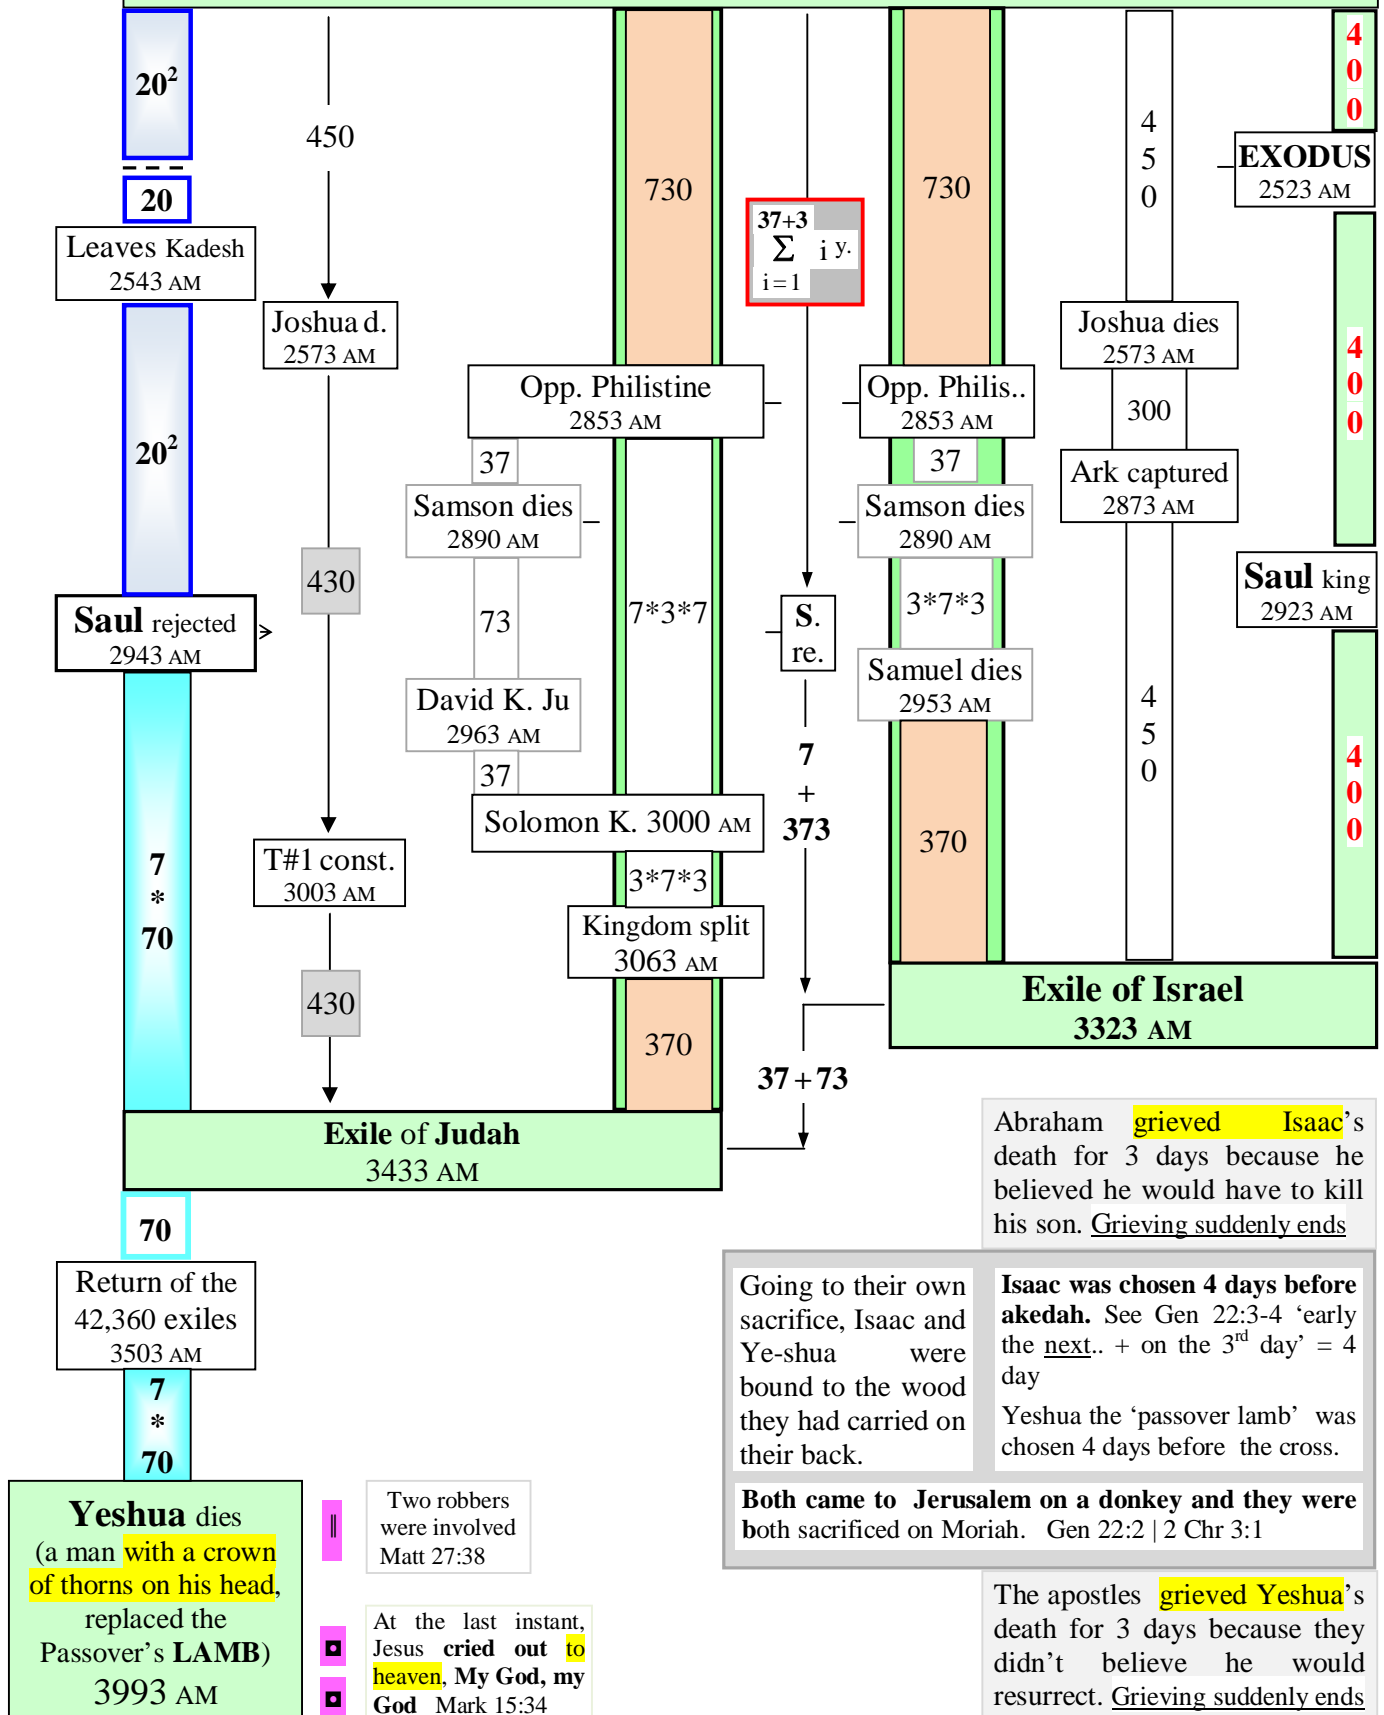 20²
450
730
730
4
5
0
4
0
0
EXODUS
2523 AM
20
Leaves Kadesh
2543 AM
37+3
Σ i y.
i = 1
Joshua d.
2573 AM
Joshua dies
2573 AM
4
0
0
Opp. Philistine
2853 AM
Opp. Philis..
2853 AM
300
20²
37
37
Ark captured
2873 AM
Samson dies
2890 AM
Samson dies
2890 AM
430
Saul king
2923 AM
Saul rejected
2943 AM
73
7*3*7
S.
re.
3*7*3
Samuel dies
2953 AM
David K. Ju
2963 AM
4
5
0
4
0
0
37
7
+
373
Solomon K. 3000 AM
370
T#1 const.
3003 AM
3*7*3
7
*
70
Kingdom split
3063 AM
430
370
Exile of Israel
3323 AM
37 + 73
Exile of Judah
3433 AM
Abraham grieved Isaac's
death for 3 days because he
believed he would have to kill
his son. Grieving suddenly ends
70
Return of the
42,360 exiles
3503 AM
7
*
70
Going to their own
sacrifice, Isaac and
Ye-shua were
bound to the wood
they had carried on
their back.
Isaac was chosen 4 days before
akedah. See Gen 22:3-4 ‘early
the next.. + on the 3rd day’ = 4
day
Yeshua the ‘passover lamb’ was
chosen 4 days before the cross.
Both came to Jerusalem on a donkey and they were
both sacrificed on Moriah. Gen 22:2 | 2 Chr 3:1
Yeshua dies
(a man with a crown
of thorns on his head,
replaced the
Passover's LAMB)
3993 AM
Two robbers
were involved
Matt 27:38
At the last instant,
Jesus cried out to
heaven, My God, my
God Mark 15:34
The apostles grieved Yeshua's
death for 3 days because they
didn't believe he would
resurrect. Grieving suddenly ends